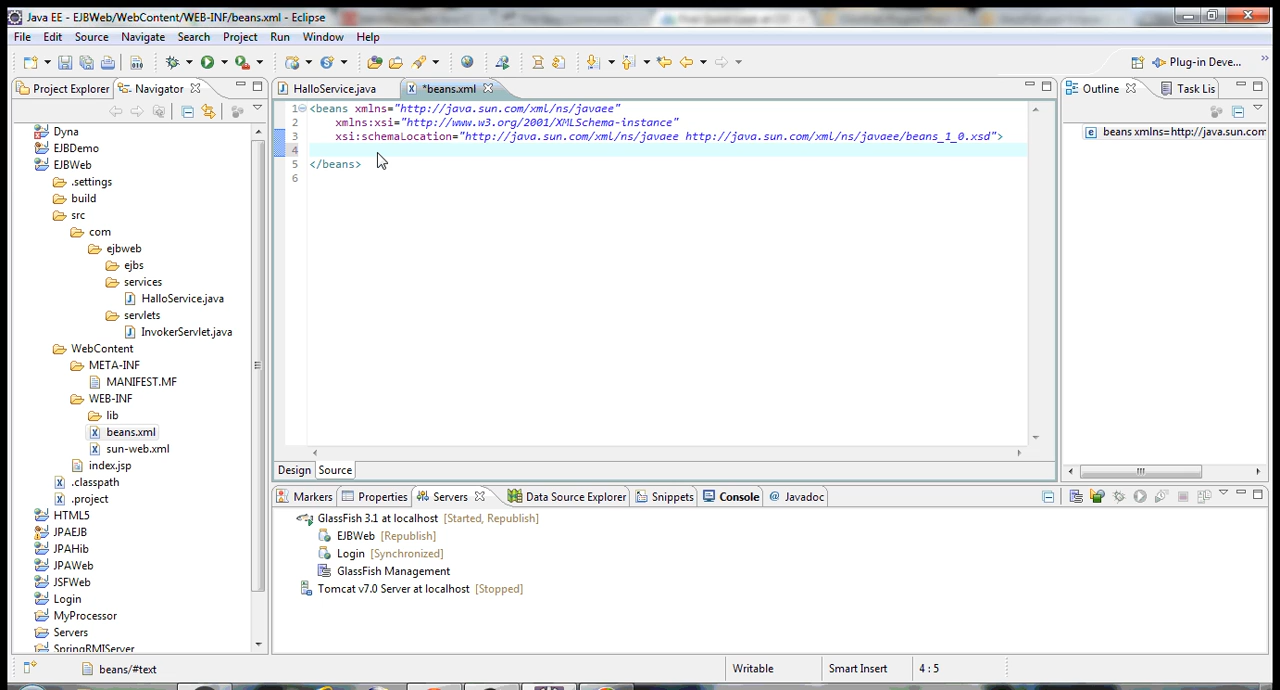 Java EE - EJBWeb/WebContent/WEB-INF/beans.xml - Eclipse
File Edit Source Navigate Search Project Run Window Help
Plug-in Deve...
Project Explorer Navigator
HalloService.java *beans.xml
Outline Task Lis
Dyna
EJBDemo
EJBWeb
.settings
build
src
com
ejbweb
ejbs
services
HalloService.java
servlets
InvokerServlet.java
WebContent
META-INF
MANIFEST.MF
WEB-INF
lib
beans.xml
sun-web.xml
index.jsp
.classpath
.project
HTML5
JPAEJB
JPAHib
JPAWeb
JSFWeb
Login
MyProcessor
Servers
SpringRMIServer
1 <beans xmlns="http://java.sun.com/xml/ns/javaee"
2 xmlns:xsi="http://www.w3.org/2001/XMLSchema-instance"
3 xsi:schemaLocation="http://java.sun.com/xml/ns/javaee http://java.sun.com/xml/ns/javaee/beans_1_0.xsd">
4
5 </beans>
6
Design Source
beans xmlns=http://java.sun.com
Markers Properties Servers Data Source Explorer Snippets Console Javadoc
GlassFish 3.1 at localhost [Started, Republish]
EJBWeb [Republish]
Login [Synchronized]
GlassFish Management
Tomcat v7.0 Server at localhost [Stopped]
beans/#text
Writable
Smart Insert
4 : 5